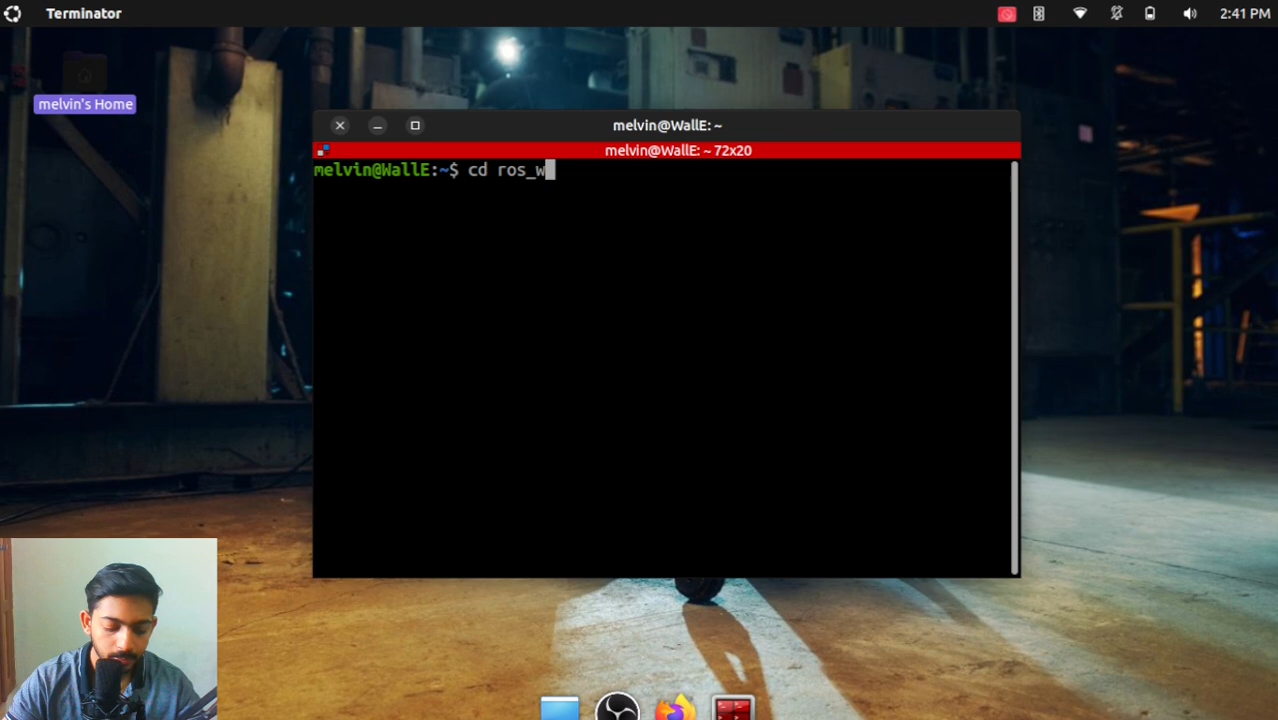 Terminator
2:41 PM
melvin's Home
melvin@WallE: ~
melvin@WallE: ~ 72x20
melvin@WallE:~$ cd ros_w